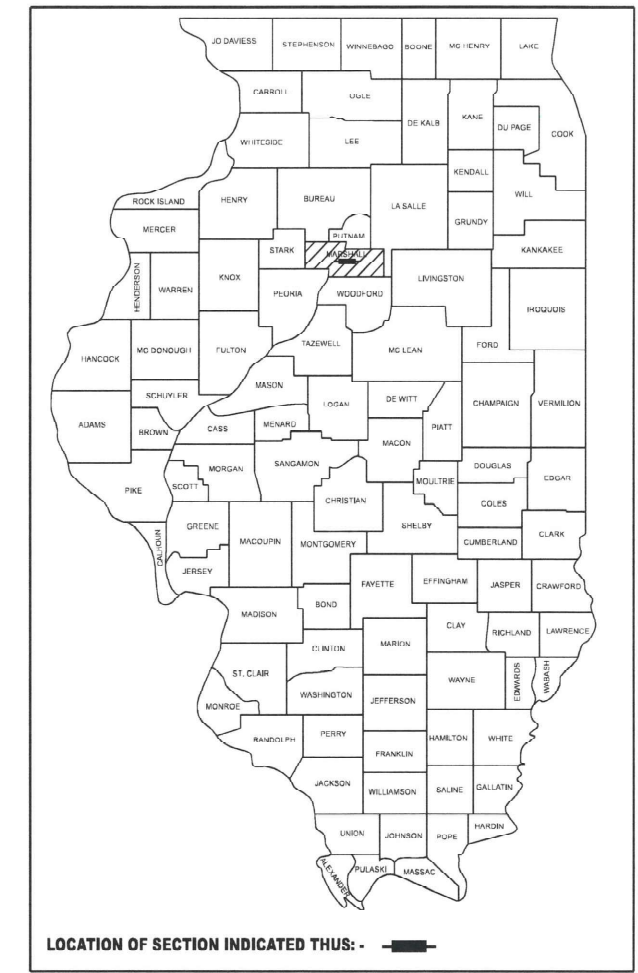 JO DAVIESS
STEPHENSON
WINNEBAGO
BOONE
MC HENRY
LAKE
CARROLL
OGLE
DE KALB
KANE
DU PAGE
COOK
WHITESIDE
LEE
KENDALL
WILL
ROCK ISLAND
HENRY
BUREAU
LA SALLE
GRUNDY
MERCER
PUTNAM
STARK
MARSHALL
KANKAKEE
HENDERSON
WARREN
KNOX
PEORIA
WOODFORD
LIVINGSTON
IROQUOIS
HANCOCK
MC DONOUGH
FULTON
TAZEWELL
MC LEAN
FORD
SCHUYLER
MASON
LOGAN
DE WITT
PIATT
CHAMPAIGN
VERMILION
ADAMS
BROWN
CASS
MENARD
MACON
PIKE
SCOTT
MORGAN
SANGAMON
CHRISTIAN
MOULTRIE
DOUGLAS
EDGAR
COLES
CALHOUN
GREENE
MACOUPIN
MONTGOMERY
SHELBY
CUMBERLAND
CLARK
JERSEY
FAYETTE
EFFINGHAM
JASPER
CRAWFORD
MADISON
BOND
CLAY
RICHLAND
LAWRENCE
MARION
CLINTON
ST. CLAIR
WAYNE
EDWARDS
WABASH
WASHINGTON
JEFFERSON
MONROE
RANDOLPH
PERRY
HAMILTON
WHITE
FRANKLIN
JACKSON
WILLIAMSON
SALINE
GALLATIN
UNION
JOHNSON
POPE
HARDIN
ALEXANDER
PULASKI
MASSAC
LOCATION OF SECTION INDICATED THUS: -